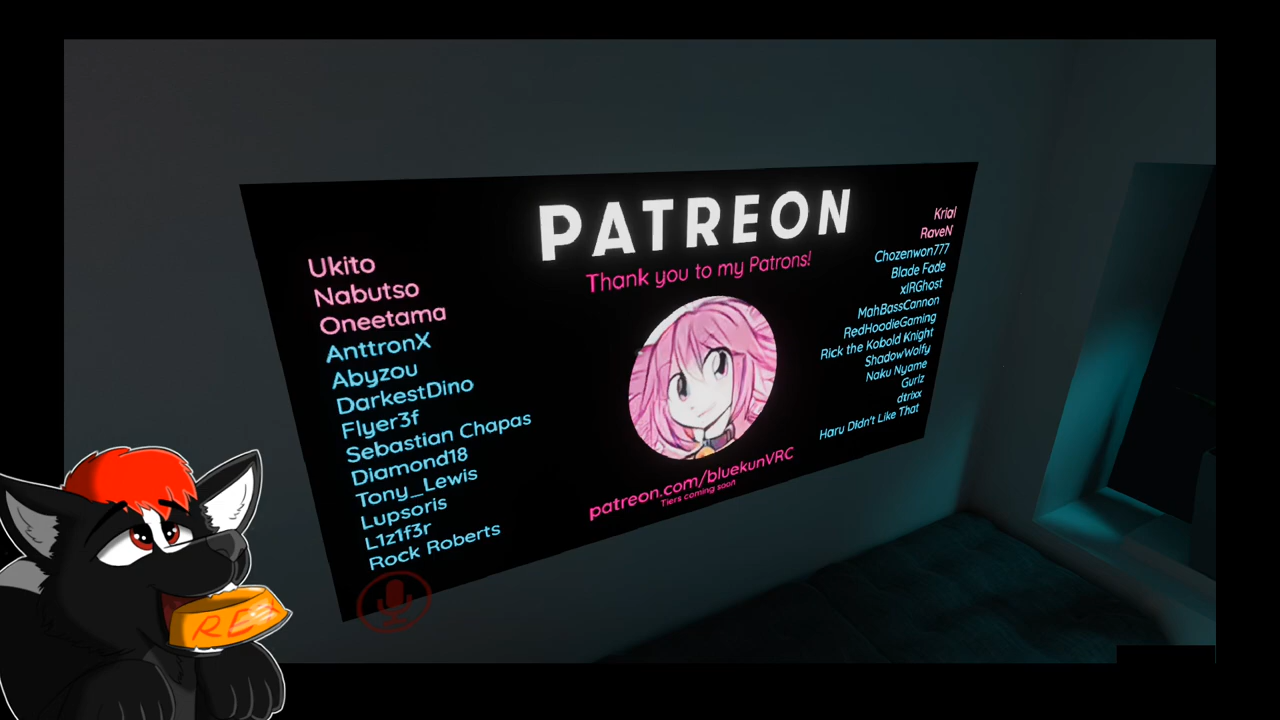 PATREON
Thank you to my Patrons!
Ukito
Nabutso
Oneetama
AnttronX
Abyzou
DarkestDino
Flyer3f
Sebastian Chapas
Diamond18
Tony_Lewis
Lupsoris
L1z1f3r
Rock Roberts
patreon.com/bluekunVRC
Tiers coming soon
Krial
RaveN
Chozenwon777
Blade Fade
xIRGhost
MahBassCannon
RedHoodieGaming
Rick the Kobold Knight
ShadowWolfy
Naku Nyame
Gurlz
dtrixx
Haru Didn't Like That
REX